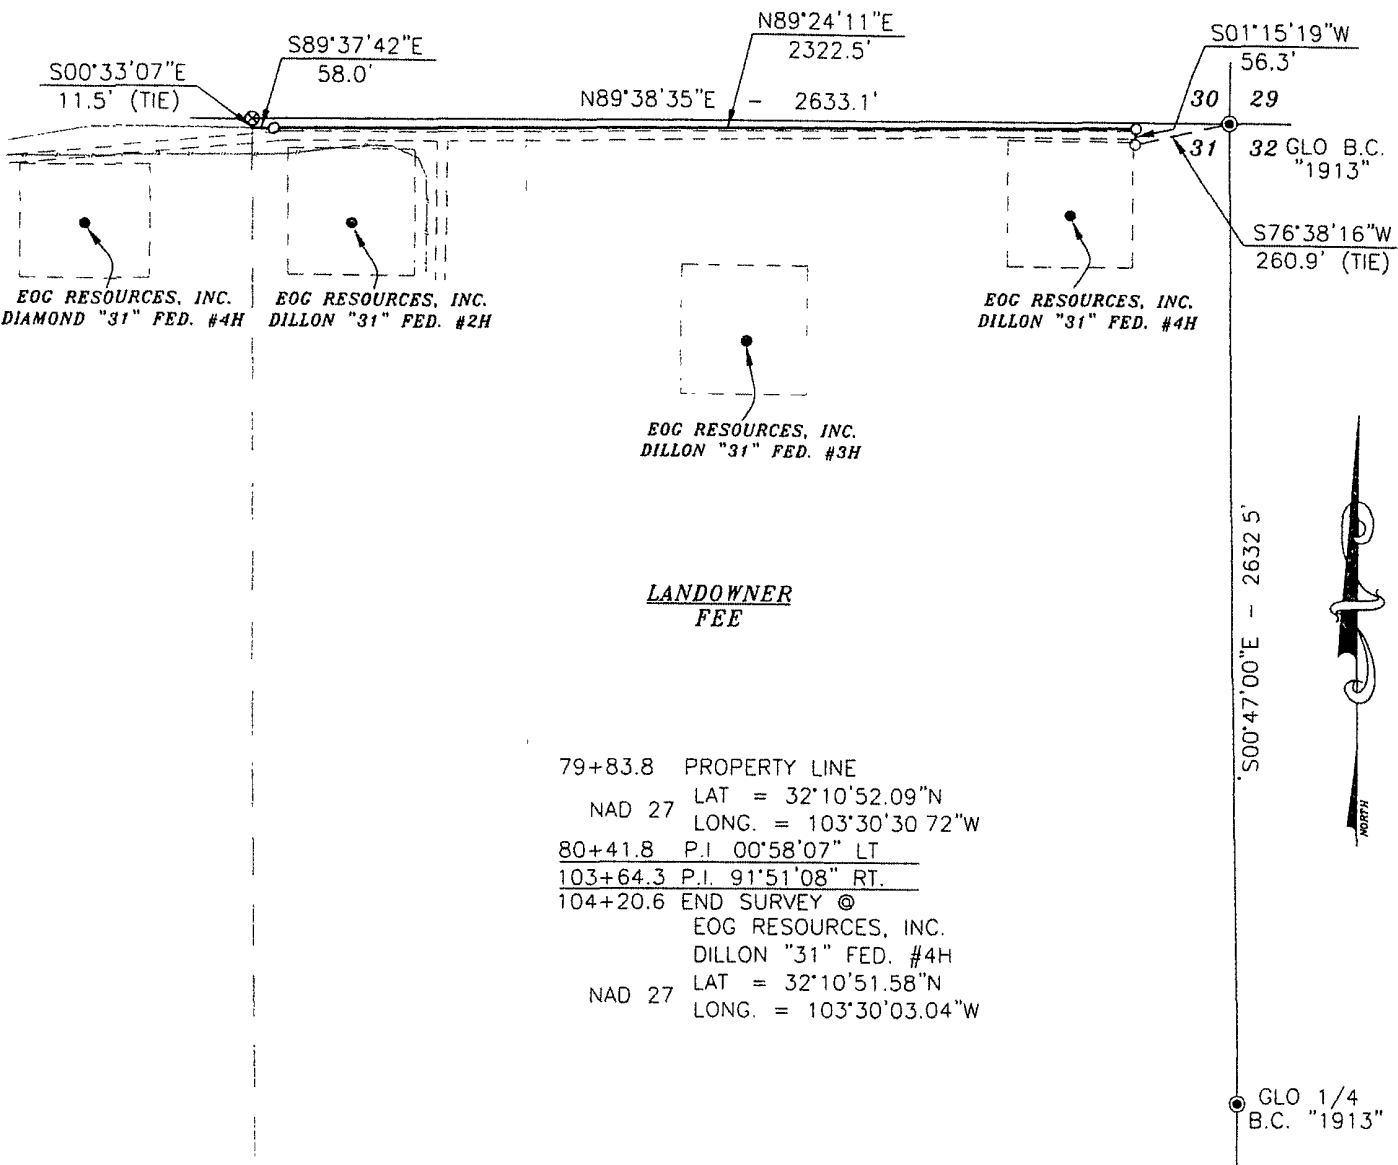 N89°24'11"E
2322.5'
S89°37'42"E
58.0'
S01°15'19"W
56.3'
S00°33'07"E
11.5' (TIE)
N89°38'35"E - 2633.1'
30 29
31 32 GLO B.C.
"1913"
S76°38'16"W
260.9' (TIE)
EOG RESOURCES, INC.
DIAMOND "31" FED. #4H
EOG RESOURCES, INC.
DILLON "31" FED. #2H
EOG RESOURCES, INC.
DILLON "31" FED. #4H
EOG RESOURCES, INC.
DILLON "31" FED. #3H
LANDOWNER
FEE
S00°47'00"E - 2632 5'
NORTH
79+83.8 PROPERTY LINE
NAD 27
LAT = 32°10'52.09"N
LONG. = 103°30'30 72"W
80+41.8 P.I 00°58'07" LT
103+64.3 P.I. 91°51'08" RT.
104+20.6 END SURVEY @
EOG RESOURCES, INC.
DILLON "31" FED. #4H
NAD 27
LAT = 32°10'51.58"N
LONG. = 103°30'03.04"W
GLO 1/4
B.C. "1913"